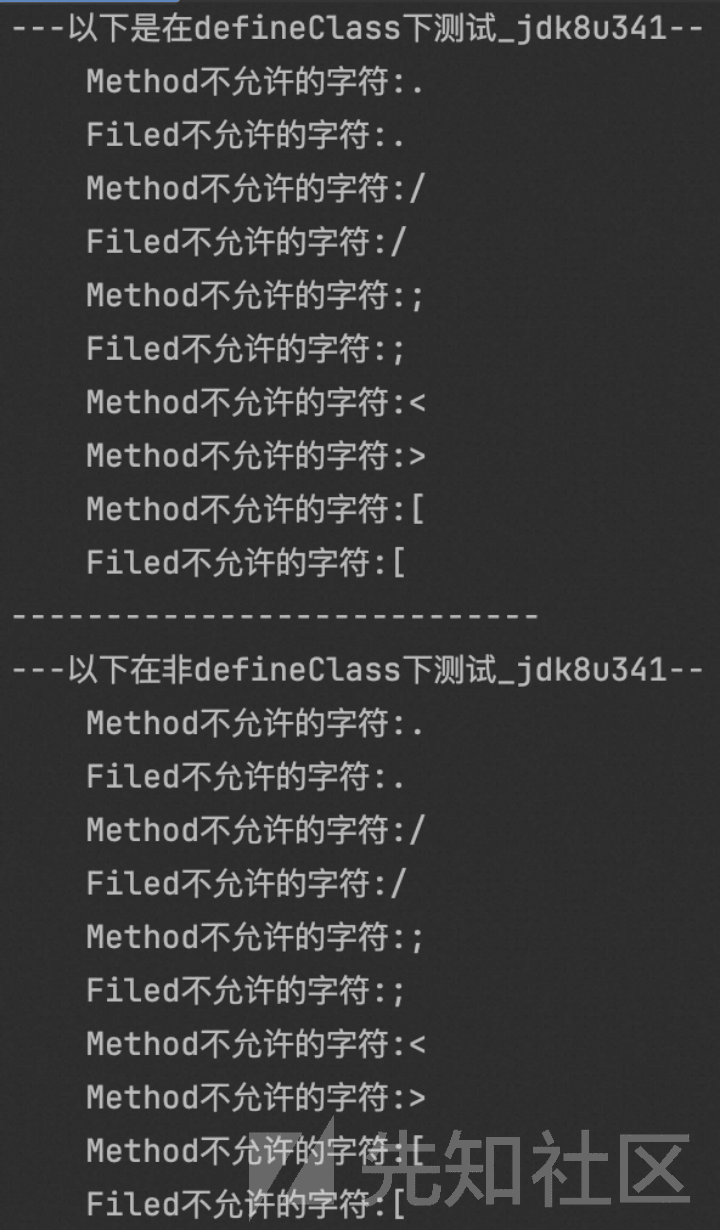 ---以下是在defineClass下测试_jdk8u341--
Method不允许的字符:.
Filed不允许的字符:.
Method不允许的字符:/
Filed不允许的字符:/
Method不允许的字符:;
Filed不允许的字符:;
Method不允许的字符:<
Method不允许的字符:>
Method不允许的字符:[
Filed不允许的字符:[
----------------------------
---以下在非defineClass下测试_jdk8u341--
Method不允许的字符:.
Filed不允许的字符:.
Method不允许的字符:/
Filed不允许的字符:/
Method不允许的字符:;
Filed不允许的字符:;
Method不允许的字符:<
Method不允许的字符:>
Method不允许的字符:[
Filed不允许的字符:[
先知社区